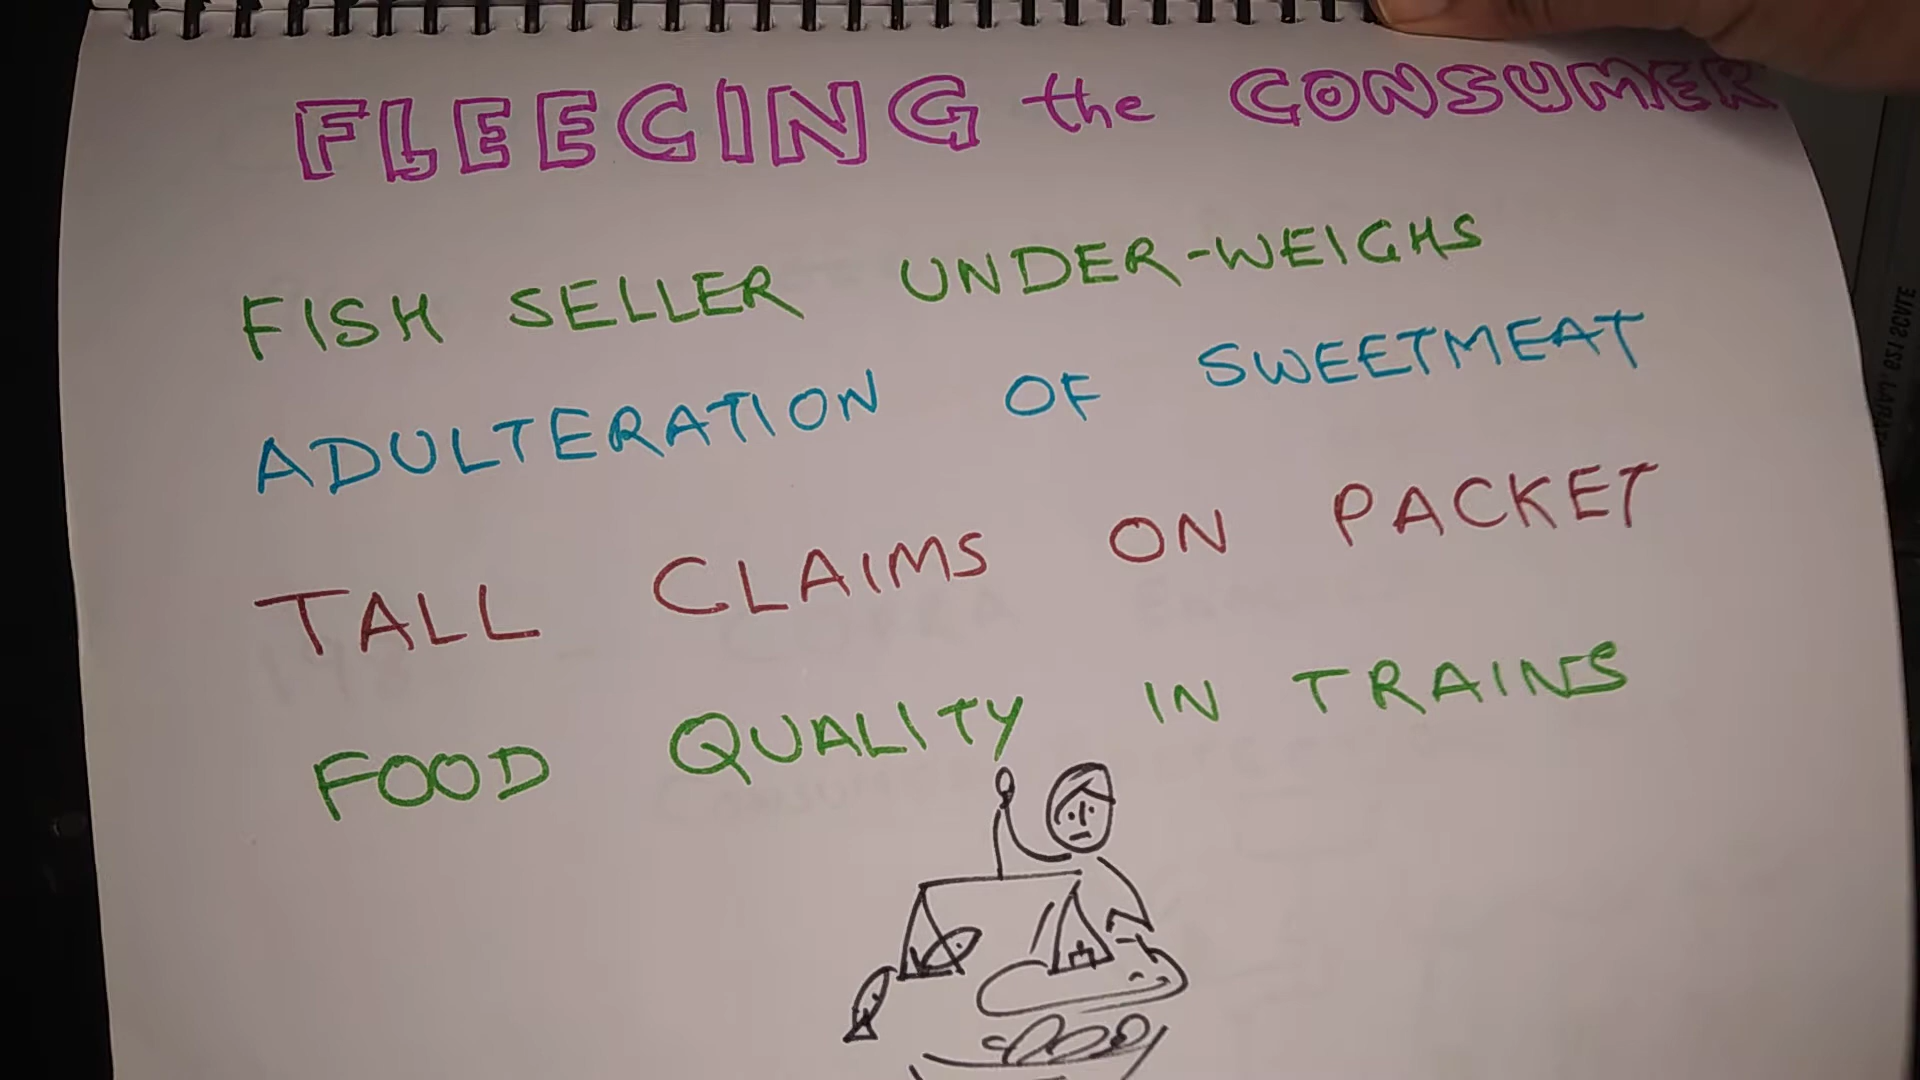 FLEECING the CONSUMER
FISH SELLER UNDER-WEIGHS
ADULTERATION OF SWEETMEAT
TALL CLAIMS ON PACKET
FOOD QUALITY IN TRAINS